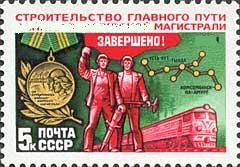 СТРОИТЕЛЬСТВО ГЛАВНОГО ПУТИ
МАГИСТРАЛИ
ЗАВЕРШЕНО!
УСТЬ-КУТ
ТЫНДА
КОМСОМОЛЬСК-
НА-АМУРЕ
5к ПОЧТА
СССР